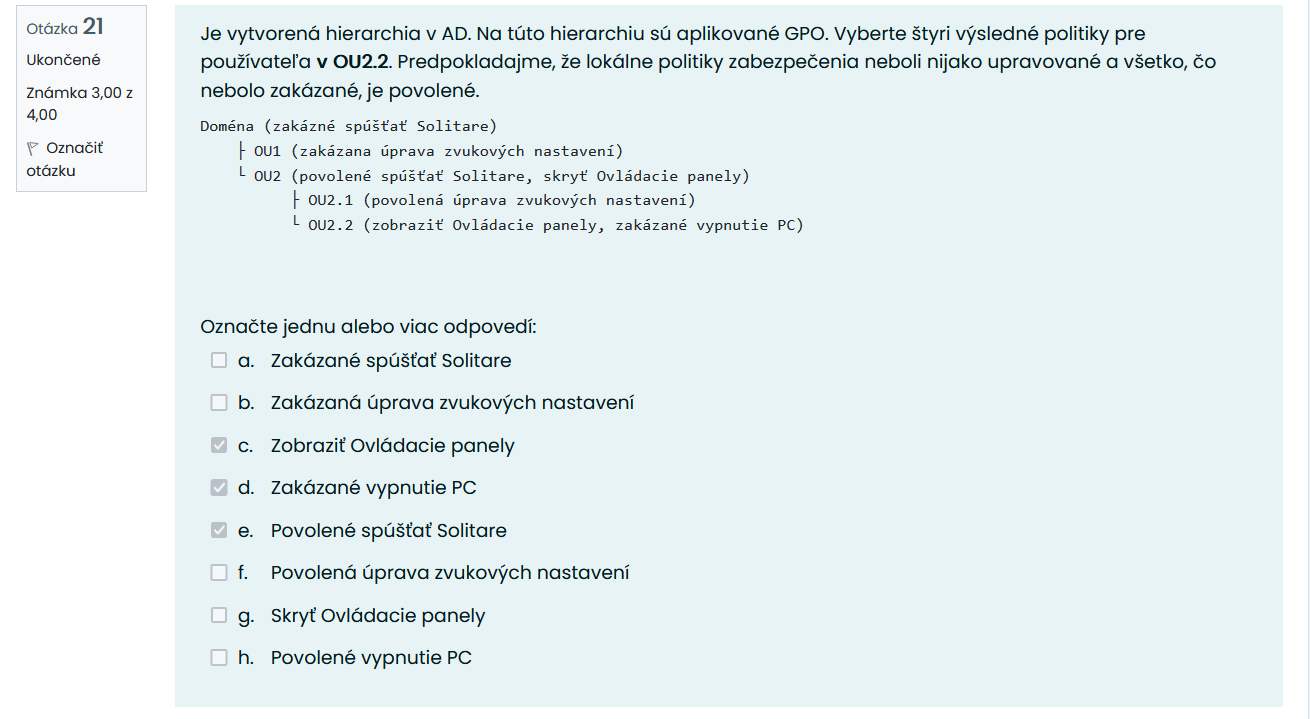 Otázka 21
Ukončené
Známka 3,00 z
4,00
Označiť
otázku
Je vytvorená hierarchia v AD. Na túto hierarchiu sú aplikované GPO. Vyberte štyri výsledné politiky pre
používateľa v OU2.2. Predpokladajme, že lokálne politiky zabezpečenia neboli nijako upravované a všetko, čo
nebolo zakázané, je povolené.
Doména (zakázné spúšťať Solitare)
├ OU1 (zakázana úprava zvukových nastavení)
└ OU2 (povolené spúšťať Solitare, skryť Ovládacie panely)
├ OU2.1 (povolená úprava zvukových nastavení)
└ OU2.2 (zobraziť Ovládacie panely, zakázané vypnutie PC)
Označte jednu alebo viac odpovedí:
a. Zakázané spúšťať Solitare
b. Zakázaná úprava zvukových nastavení
c. Zobraziť Ovládacie panely
d. Zakázané vypnutie PC
e. Povolené spúšťať Solitare
f. Povolená úprava zvukových nastavení
g. Skryť Ovládacie panely
h. Povolené vypnutie PC